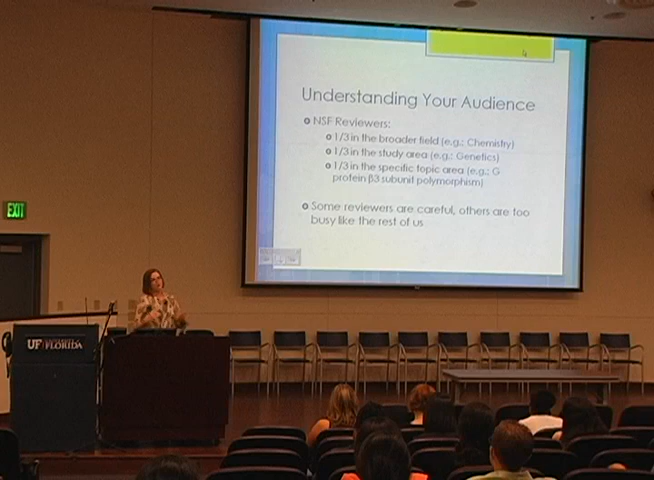 Understanding Your Audience
NSF Reviewers:
1/3 in the broader field (e.g.; Chemistry)
1/3 in the study area (e.g.; Genetics)
1/3 in the specific topic area (e.g.; G
protein β3 subunit polymorphism)
Some reviewers are careful, others are too
busy like the rest of us
EXIT
UF FLORIDA